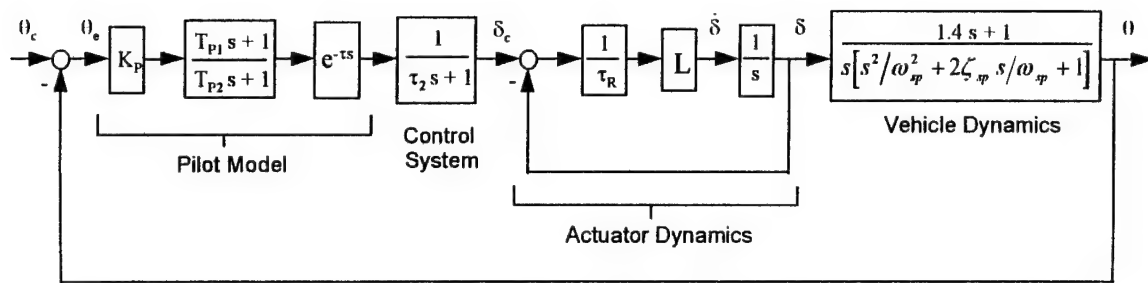 θc
θe
-
KP
TP1 s + 1
TP2 s + 1
e-τs
1
τ2 s + 1
δc
-
1
τR
L
δ̇
1
s
δ
1.4 s + 1
s[s²/ω²sp + 2ζsp s/ωsp + 1]
θ
Pilot Model
Control
System
Actuator Dynamics
Vehicle Dynamics